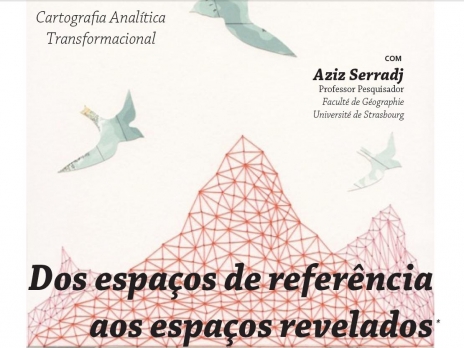 Cartografia Analítica
Transformacional
COM
Aziz Serradj
Professor Pesquisador
Faculté de Géographie
Université de Strasbourg
Dos espaços de referência
aos espaços revelados*